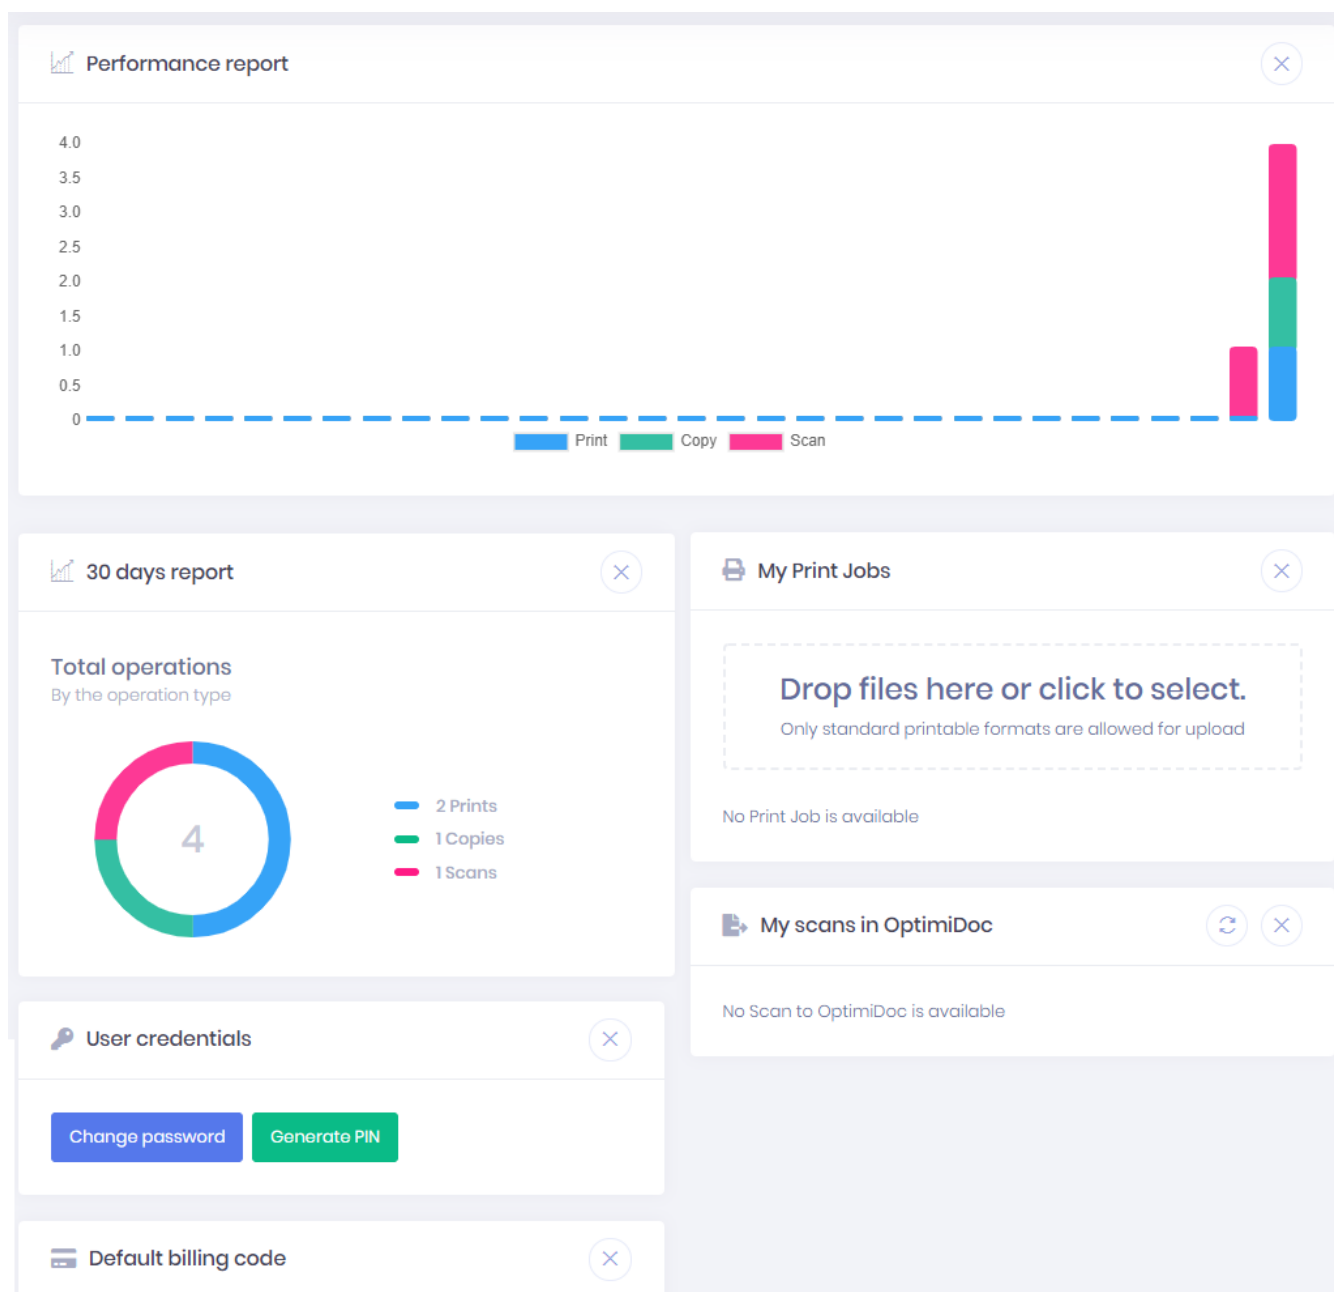 Performance report
4.0
3.5
3.0
2.5
2.0
1.5
1.0
0.5
0
Print Copy Scan
30 days report
Total operations
By the operation type
4
2 Prints
1 Copies
1 Scans
My Print Jobs
Drop files here or click to select.
Only standard printable formats are allowed for upload
No Print Job is available
My scans in OptimiDoc
No Scan to OptimiDoc is available
User credentials
Change password Generate PIN
Default billing code